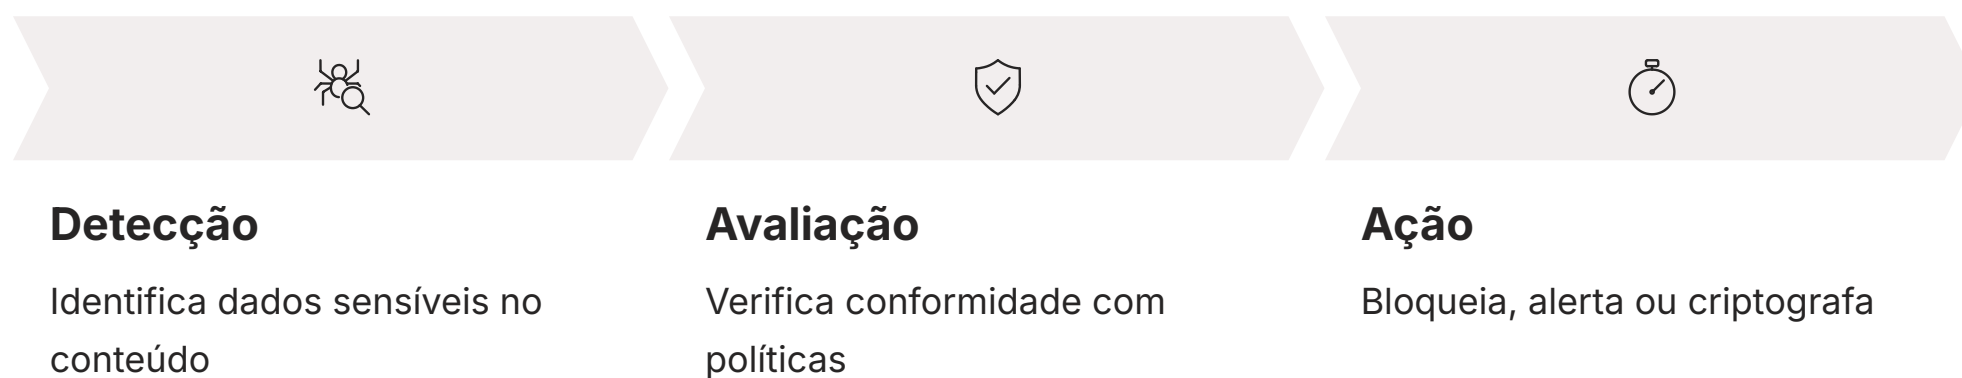 Detecção
Identifica dados sensíveis no
conteúdo
Avaliação
Verifica conformidade com
políticas
Ação
Bloqueia, alerta ou criptografa